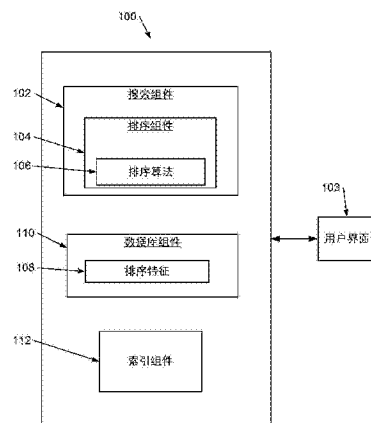 100
102
搜索组件
104
排序组件
106
排序算法
103
用户界面
110
数据库组件
108
排序特征
112
索引组件